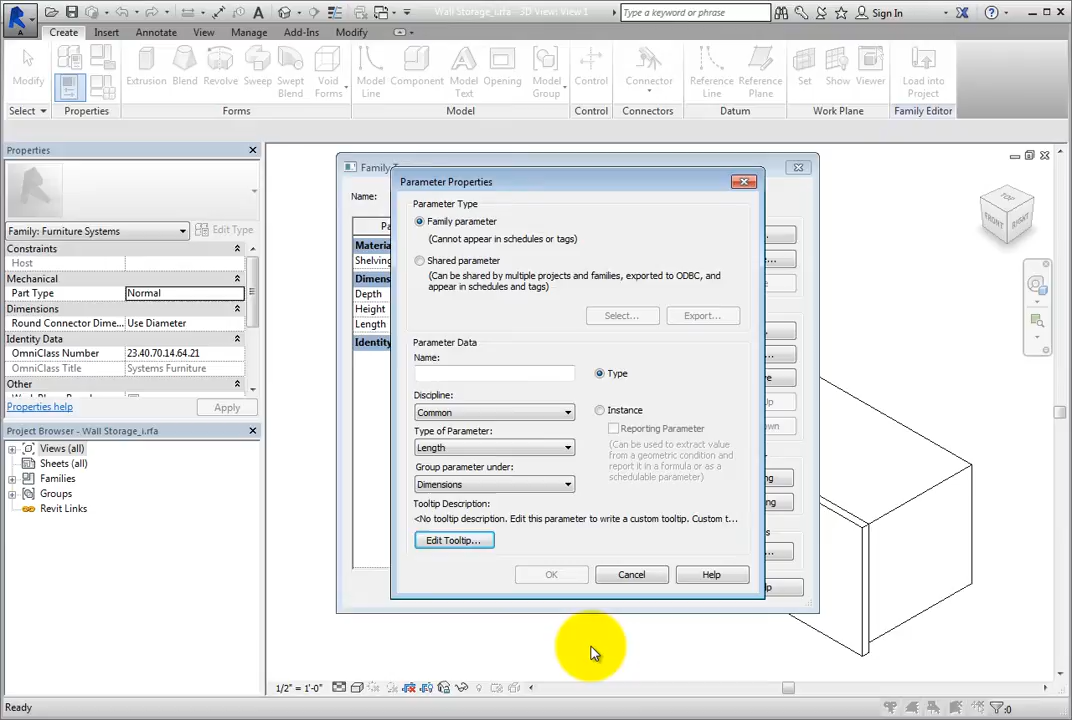 Wall Storage_i.rfa - 3D View: View 1
Type a keyword or phrase
Sign In
Create Insert Annotate View Manage Add-Ins Modify
Modify
Extrusion Blend Revolve Sweep Swept Blend Void Forms
Model Line Component Model Text Opening Model Group
Control Connector Reference Line Reference Plane Set Show Viewer Load into Project
Select Properties Forms Model Control Connectors Datum Work Plane Family Editor
Properties
Family: Furniture Systems Edit Type
Constraints
Host
Mechanical
Part Type Normal
Dimensions
Round Connector Dime... Use Diameter
Identity Data
OmniClass Number 23.40.70.14.64.21
OmniClass Title Systems Furniture
Other
Properties help Apply
Project Browser - Wall Storage_i.rfa
Views (all)
Sheets (all)
Families
Groups
Revit Links
Family
Name:
Pa
Materia
Shelving
Dimens
Depth
Height
Length
Identity
Parameter Properties
Parameter Type
Family parameter
(Cannot appear in schedules or tags)
Shared parameter
(Can be shared by multiple projects and families, exported to ODBC, and
appear in schedules and tags)
Select... Export...
Parameter Data
Name:
Type
Discipline:
Common
Instance
Type of Parameter:
Reporting Parameter
Length
(Can be used to extract value
from a geometric condition and
report it in a formula or as a
schedulable parameter)
Group parameter under:
Dimensions
Tooltip Description:
<No tooltip description. Edit this parameter to write a custom tooltip. Custom t...
Edit Tooltip...
OK Cancel Help
TOP
FRONT RIGHT
1/2" = 1'-0"
Ready
:0